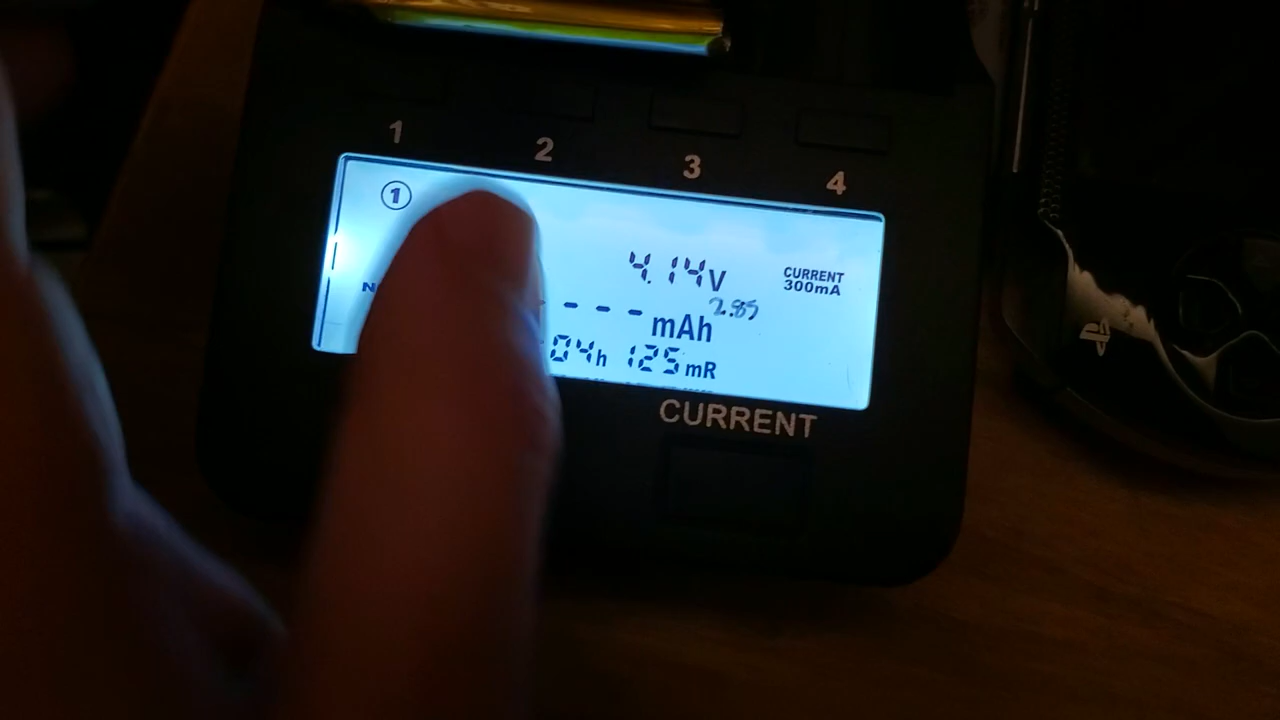 1 2 3 4
①
4.14V
CURRENT
300mA
2.85
- - - mAh
04h 125mR
CURRENT